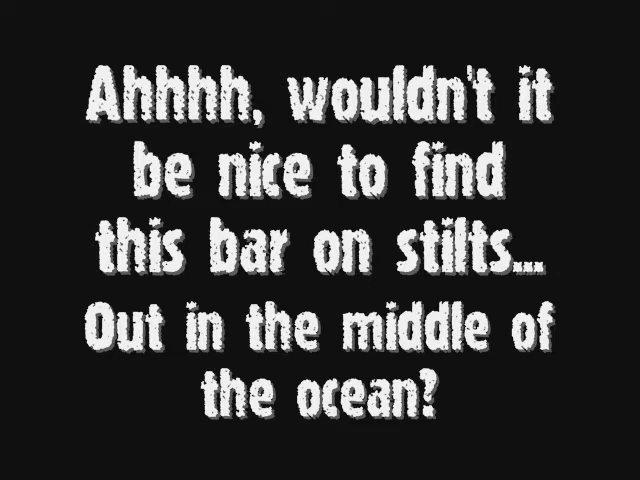 Ahhhh, wouldn't it
be nice to find
this bar on stilts...
Out in the middle of
the ocean?